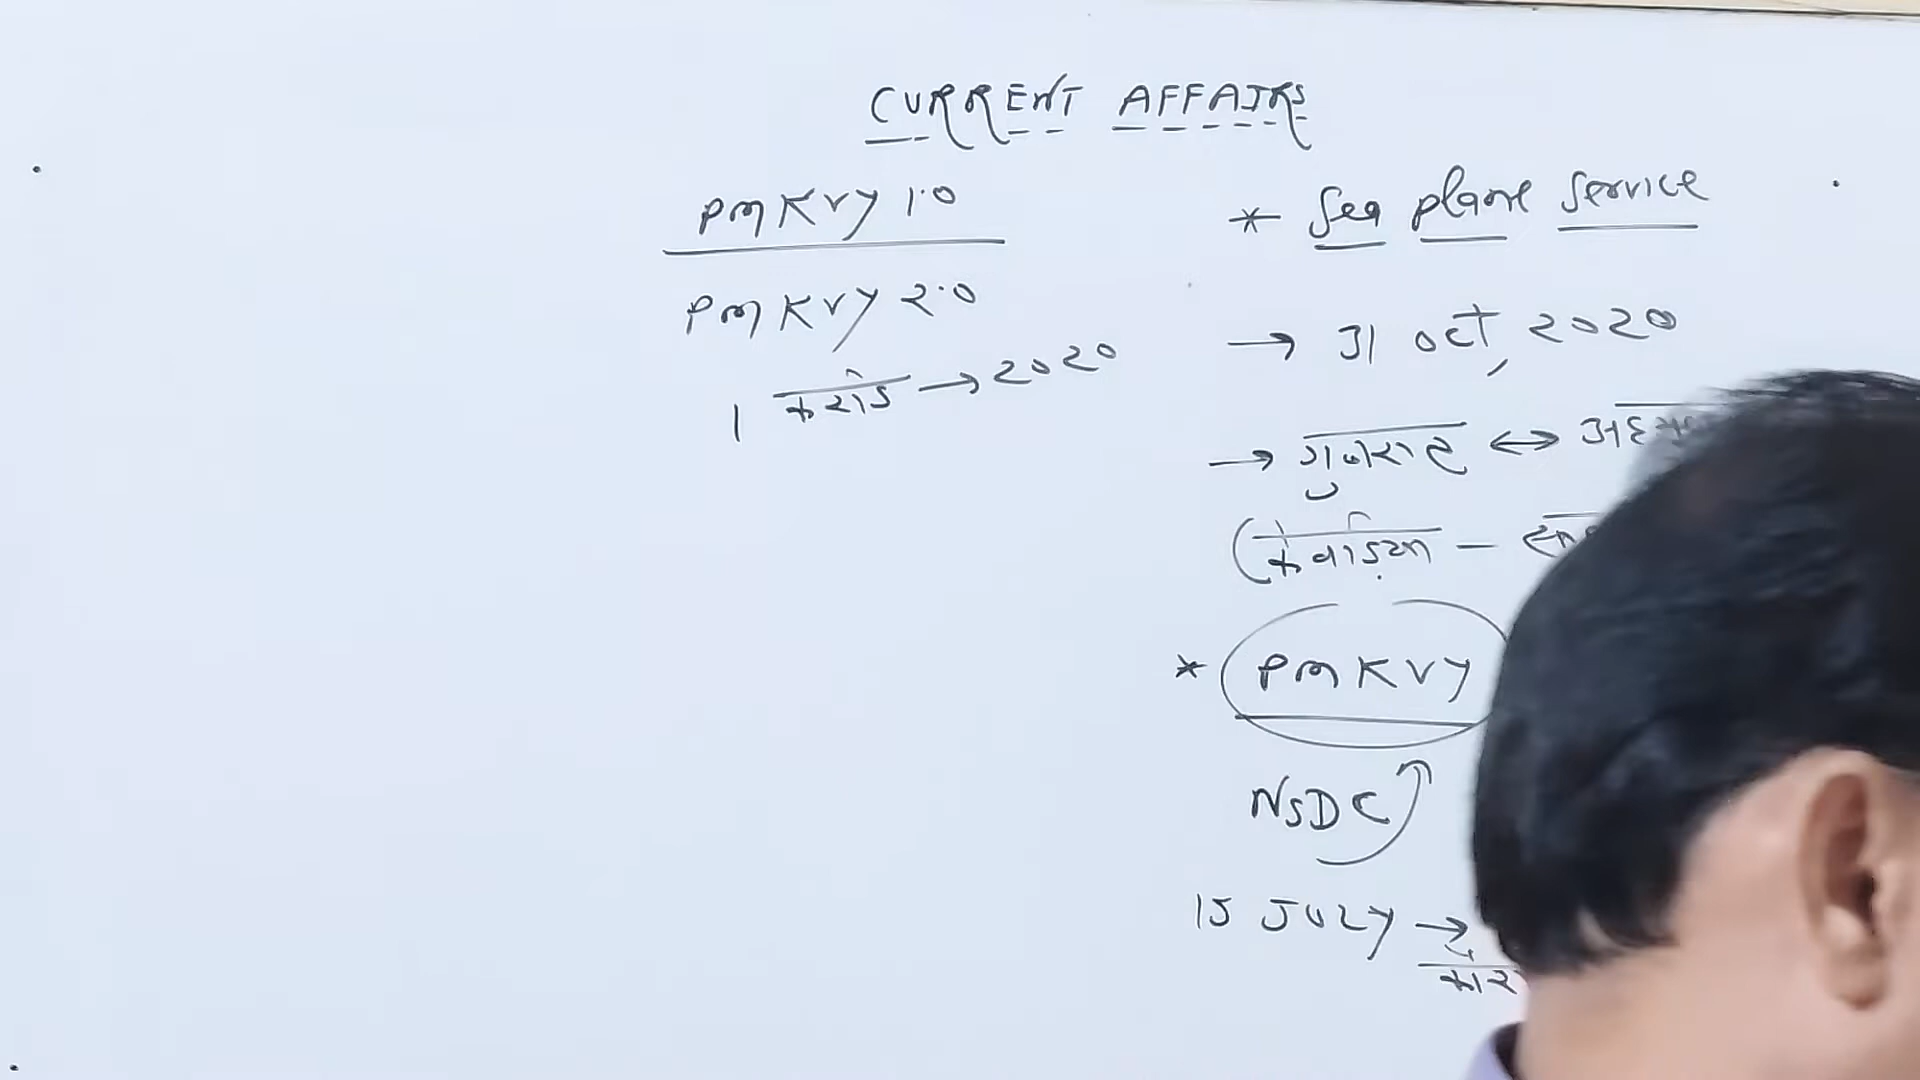 CURRENT AFFAIRS
PMKVY 1.0
PMKVY 2.0
1 करोड → 2020
* Sea plane Service
→ 31 Oct, 2020
→ गुजरात ↔
(केवडिया -
* PMKVY
NSDC
15 JULY →